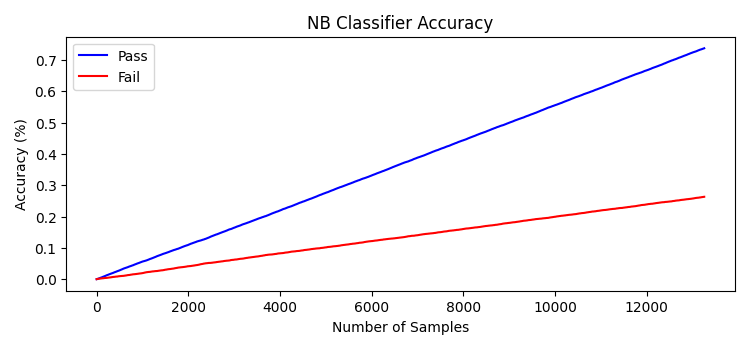 NB Classifier Accuracy
Pass
Fail
Accuracy (%)
0.7
0.6
0.5
0.4
0.3
0.2
0.1
0.0
0 2000 4000 6000 8000 10000 12000
Number of Samples